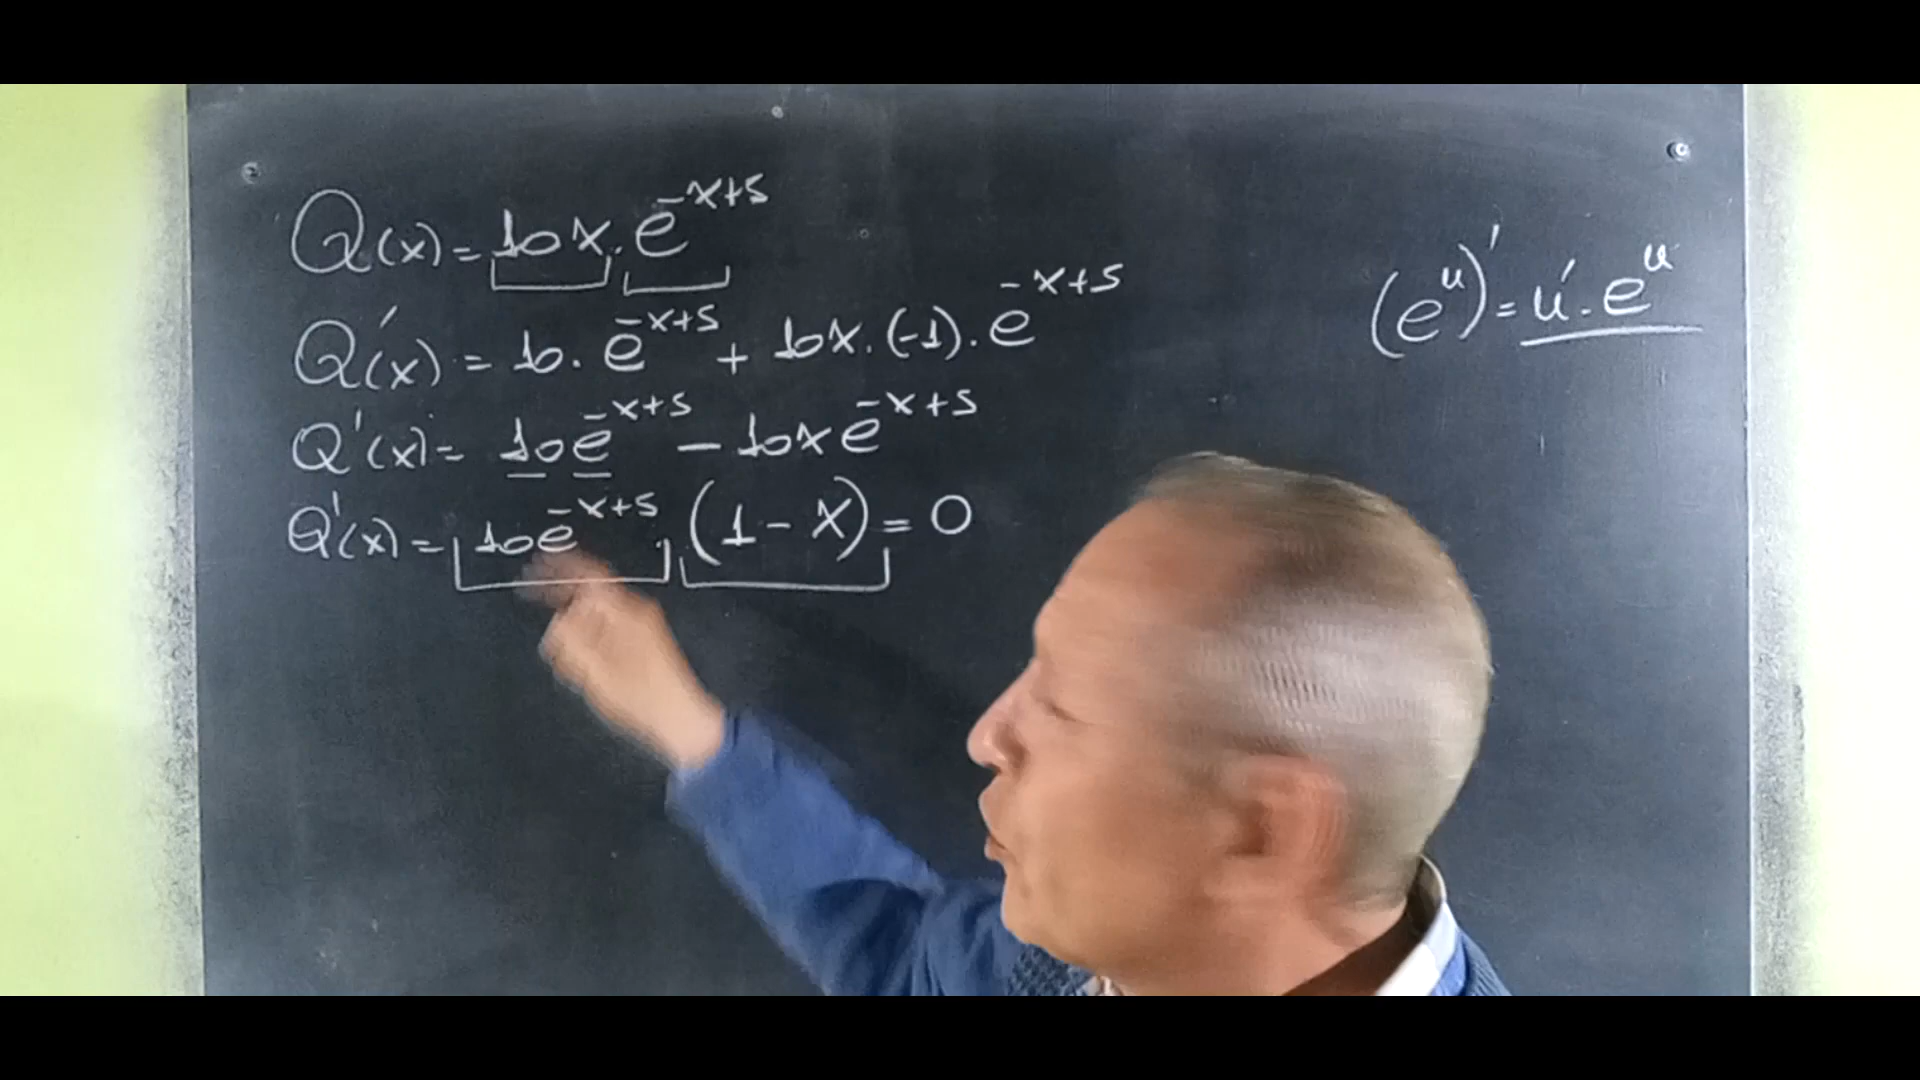 Q(x) = 10x · e^{-x+5}
Q'(x) = 10 · e^{-x+5} + 10x · (-1) · e^{-x+5}
Q'(x) = 10e^{-x+5} - 10xe^{-x+5}
Q'(x) = 10e^{-x+5} · (1 - x) = 0
(e^u)' = u' · e^u